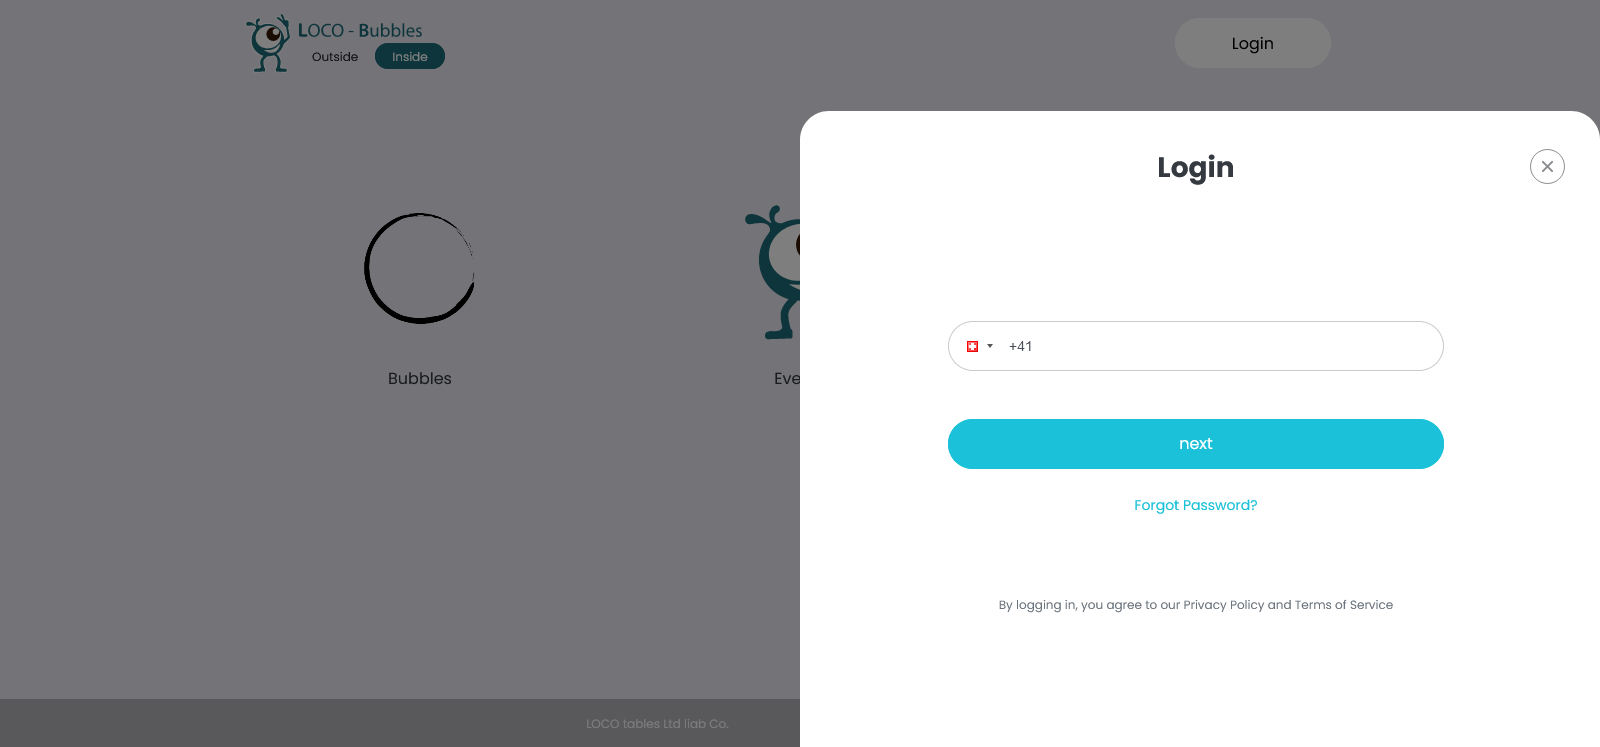 LOCO - Bubbles
Outside
Inside
Login
Login
+41
next
Forgot Password?
By logging in, you agree to our Privacy Policy and Terms of Service
Bubbles
Eve
LOCO tables Ltd liab Co.